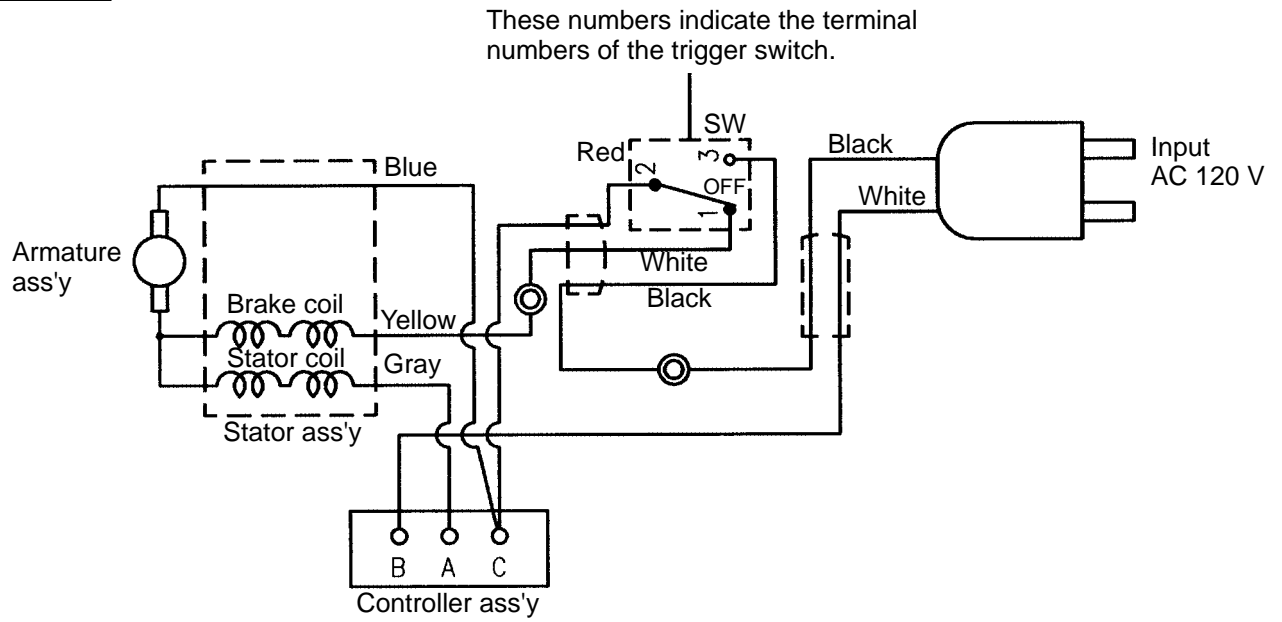 These numbers indicate the terminal
numbers of the trigger switch.
SW
Red
2
3
OFF
1
Black
White
Input
AC 120 V
Blue
Armature
ass'y
White
Black
Brake coil
Yellow
Stator coil
Gray
Stator ass'y
B A C
Controller ass'y